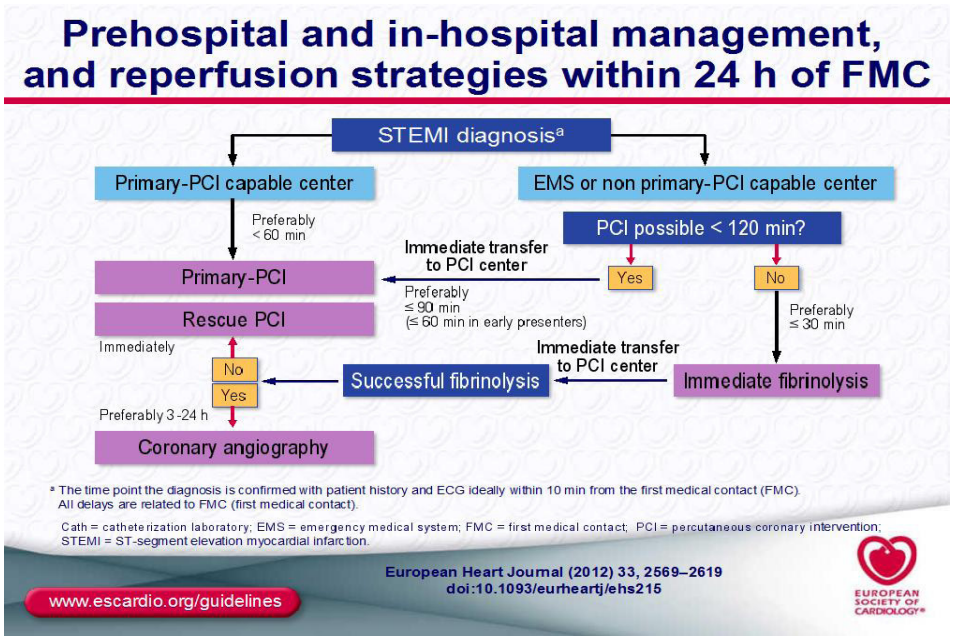 Prehospital and in-hospital management,
and reperfusion strategies within 24 h of FMC
STEMI diagnosisᵃ
Primary-PCI capable center
EMS or non primary-PCI capable center
Preferably
< 60 min
PCI possible < 120 min?
Immediate transfer
to PCI center
Primary-PCI
Yes
No
Preferably
≤ 90 min
(≤ 60 min in early presenters)
Preferably
≤ 30 min
Rescue PCI
Immediately
Immediate transfer
to PCI center
No
Yes
Successful fibrinolysis
Immediate fibrinolysis
Preferably 3-24 h
Coronary angiography
ᵃ The time point the diagnosis is confirmed with patient history and ECG ideally within 10 min from the first medical contact (FMC).
All delays are related to FMC (first medical contact).
Cath = catheterization laboratory; EMS = emergency medical system; FMC = first medical contact; PCI = percutaneous coronary intervention;
STEMI = ST-segment elevation myocardial infarction.
European Heart Journal (2012) 33, 2569–2619
doi:10.1093/eurheartj/ehs215
www.escardio.org/guidelines
EUROPEAN
SOCIETY OF
CARDIOLOGY®